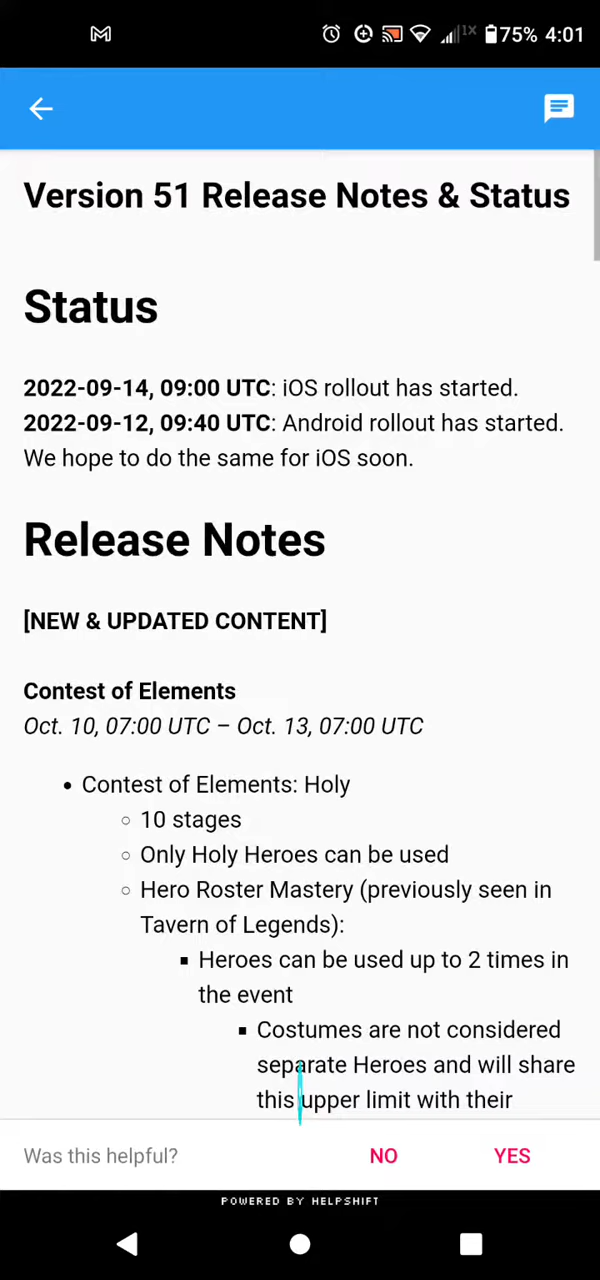 1X 75% 4:01
Version 51 Release Notes & Status
Status
2022-09-14, 09:00 UTC: iOS rollout has started.
2022-09-12, 09:40 UTC: Android rollout has started.
We hope to do the same for iOS soon.
Release Notes
[NEW & UPDATED CONTENT]
Contest of Elements
Oct. 10, 07:00 UTC – Oct. 13, 07:00 UTC
• Contest of Elements: Holy
○ 10 stages
○ Only Holy Heroes can be used
○ Hero Roster Mastery (previously seen in
Tavern of Legends):
▪ Heroes can be used up to 2 times in
the event
▪ Costumes are not considered
separate Heroes and will share
this upper limit with their
Was this helpful? NO YES
POWERED BY HELPSHIFT